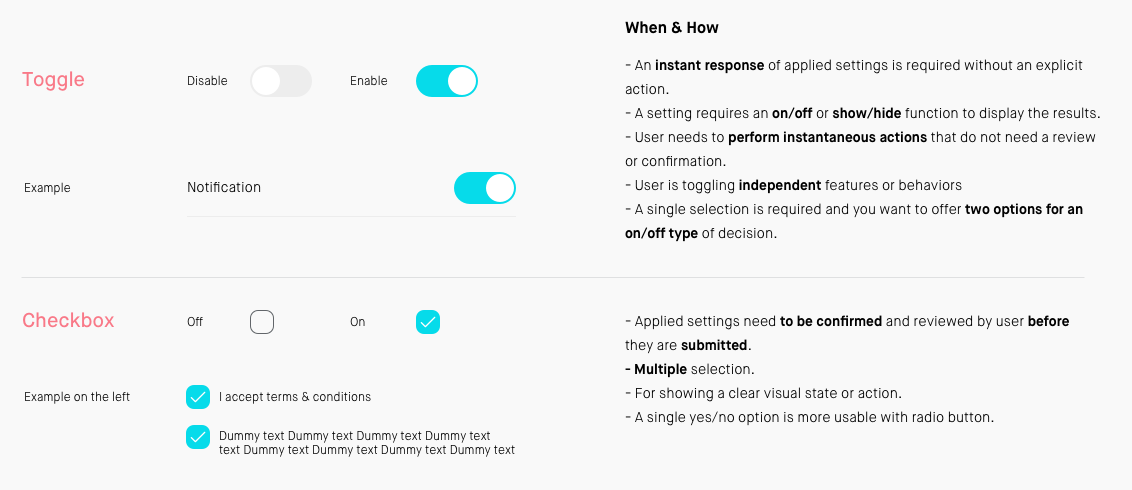 When & How
Toggle
Disable
Enable
- An instant response of applied settings is required without an explicit
action.
- A setting requires an on/off or show/hide function to display the results.
- User needs to perform instantaneous actions that do not need a review
or confirmation.
- User is toggling independent features or behaviors
- A single selection is required and you want to offer two options for an
on/off type of decision.
Example
Notification
Checkbox
Off
On
- Applied settings need to be confirmed and reviewed by user before
they are submitted.
- Multiple selection.
- For showing a clear visual state or action.
- A single yes/no option is more usable with radio button.
Example on the left
I accept terms & conditions
Dummy text Dummy text Dummy text Dummy text
text Dummy text Dummy text Dummy text Dummy text